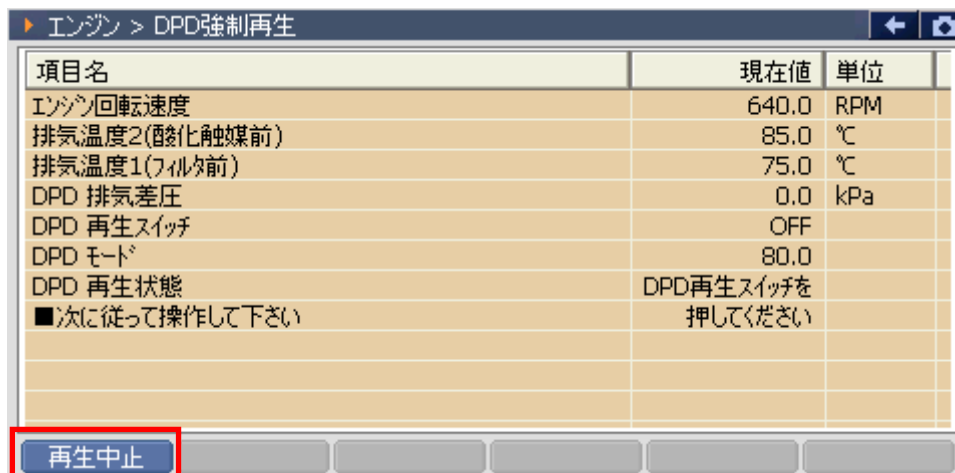 エンジン > DPD強制再生
項目名 現在値 単位
エンジン回転速度 640.0 RPM
排気温度2(酸化触媒前) 85.0 ℃
排気温度1(フィルタ前) 75.0 ℃
DPD 排気差圧 0.0 kPa
DPD 再生スイッチ OFF
DPD モード 80.0
DPD 再生状態 DPD再生スイッチを
■次に従って操作して下さい 押してください
再生中止